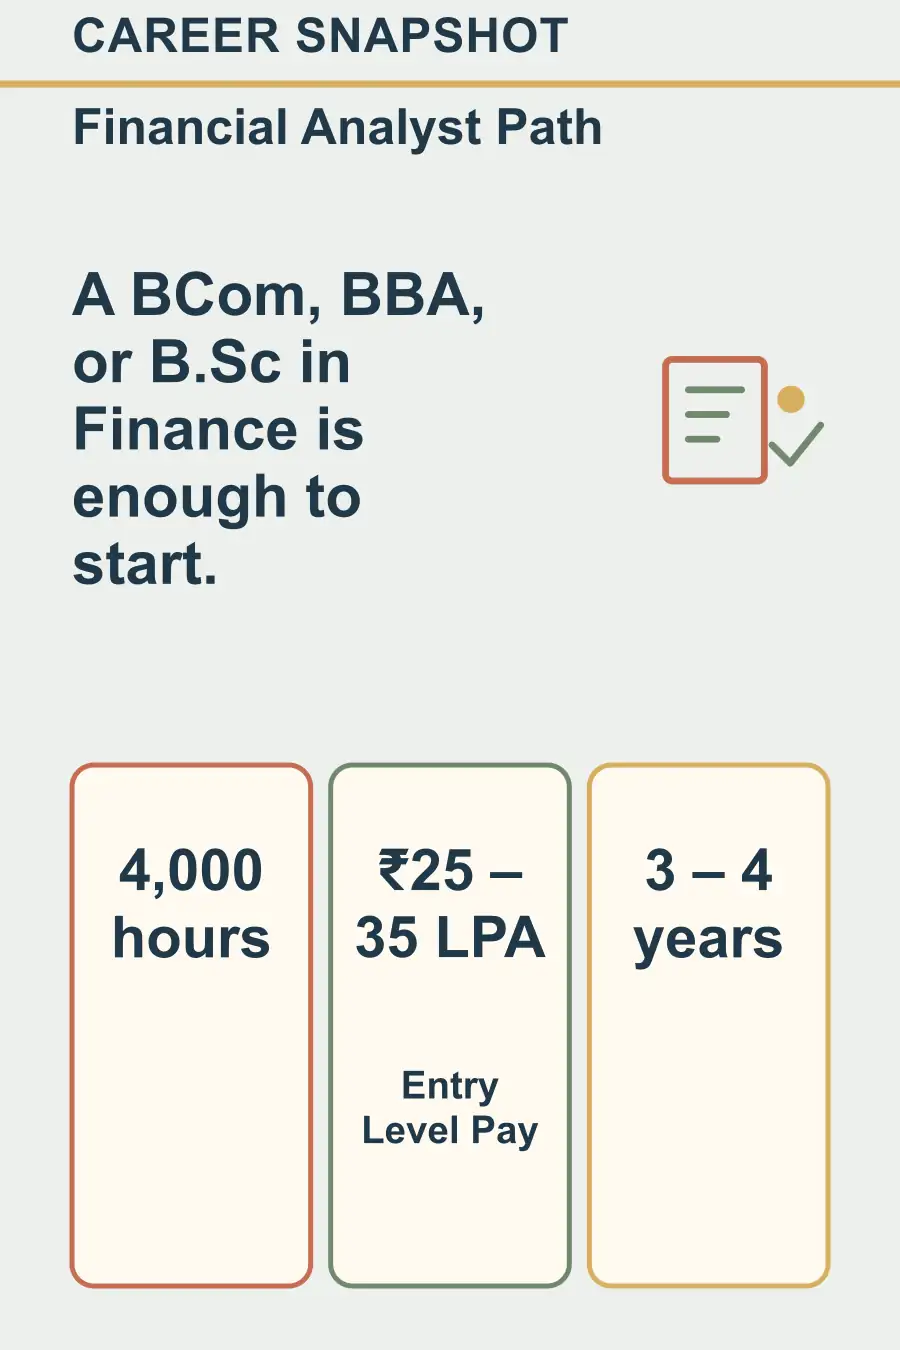 CAREER SNAPSHOT
Financial Analyst Path
A BCom, BBA,
or B.Sc in
Finance is
enough to
start.
4,000
hours
₹25 –
35 LPA
Entry
Level Pay
3 – 4
years